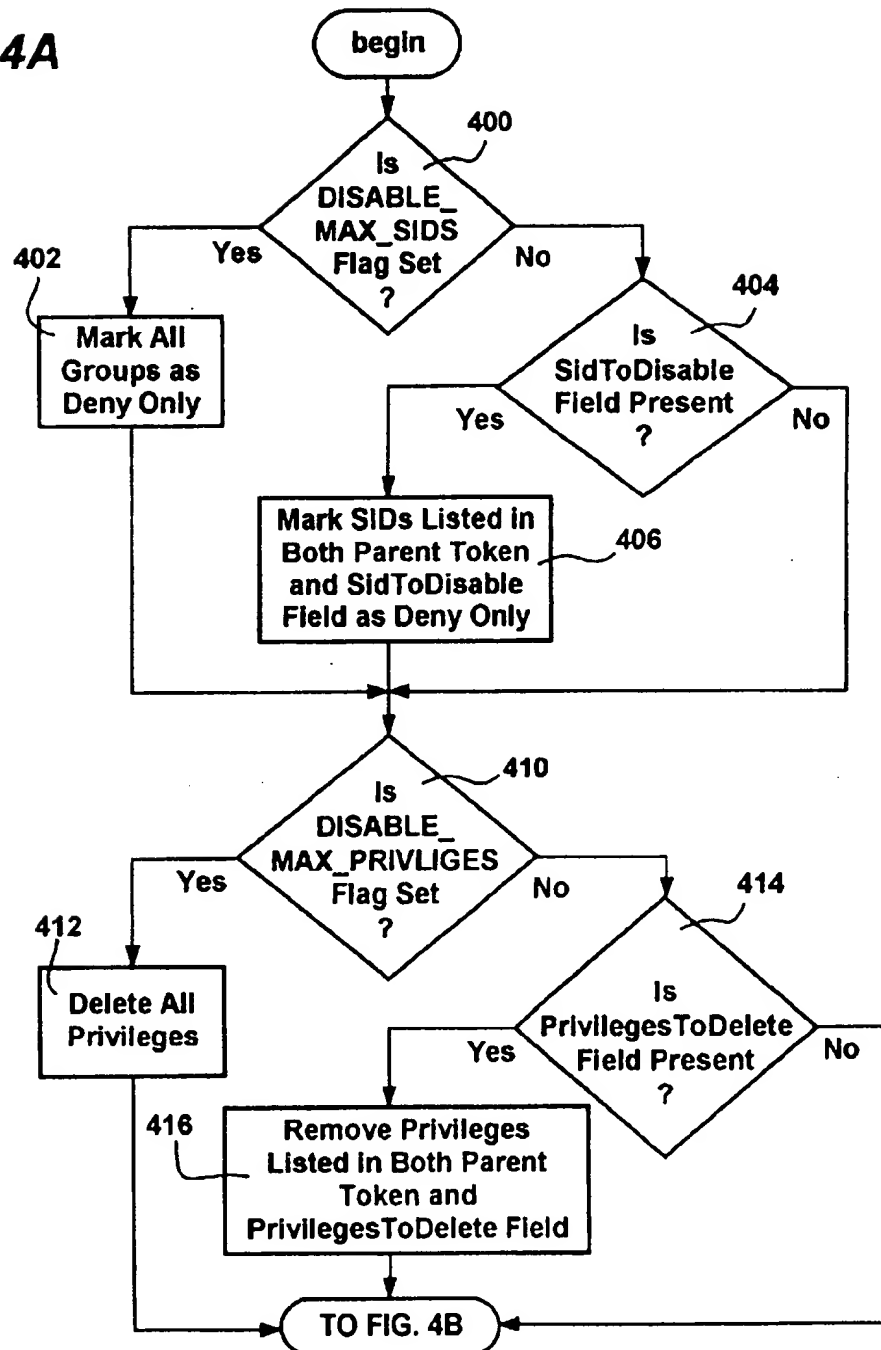 4A
begin
400
Is
DISABLE_
MAX_SIDS
Flag Set
?
Yes
No
402
Mark All
Groups as
Deny Only
404
Is
SidToDisable
Field Present
?
Yes
No
Mark SIDs Listed in
Both Parent Token
and SidToDisable
Field as Deny Only
406
410
Is
DISABLE_
MAX_PRIVLIGES
Flag Set
?
Yes
No
412
Delete All
Privileges
414
Is
PrivilegesToDelete
Field Present
?
Yes
No
416
Remove Privileges
Listed in Both Parent
Token and
PrivilegesToDelete Field
TO FIG. 4B